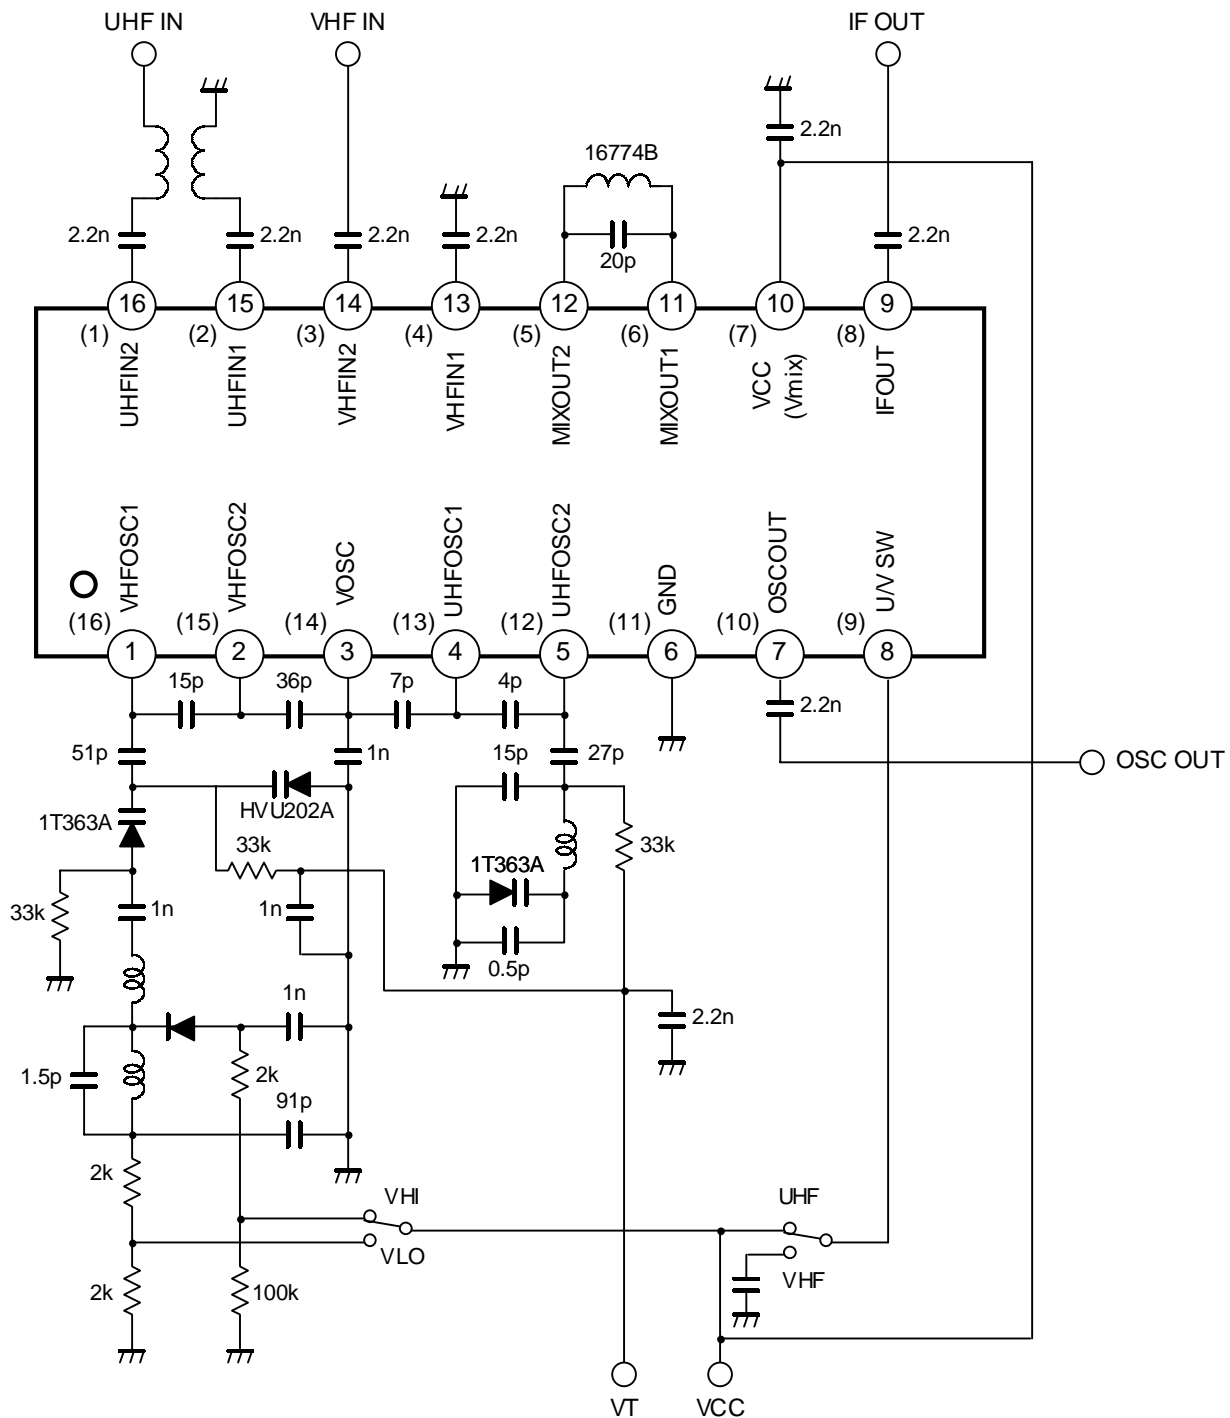 UHF IN
VHF IN
IF OUT
2.2n
16774B
2.2n
2.2n
2.2n
2.2n
20p
2.2n
16
15
14
13
12
11
10
9
(1)
(2)
(3)
(4)
(5)
(6)
(7)
(8)
UHFIN2
UHFIN1
VHFIN2
VHFIN1
MIXOUT2
MIXOUT1
VCC
(Vmix)
IFOUT
VHFOSC1
VHFOSC2
VOSC
UHFOSC1
UHFOSC2
GND
OSCOUT
U/V SW
(16)
(15)
(14)
(13)
(12)
(11)
(10)
(9)
1
2
3
4
5
6
7
8
15p
36p
7p
4p
2.2n
51p
1n
15p
27p
OSC OUT
HVU202A
1T363A
33k
33k
1T363A
33k
1n
1n
0.5p
1n
2.2n
1.5p
2k
91p
2k
VHI
UHF
VLO
VHF
2k
100k
VT
VCC